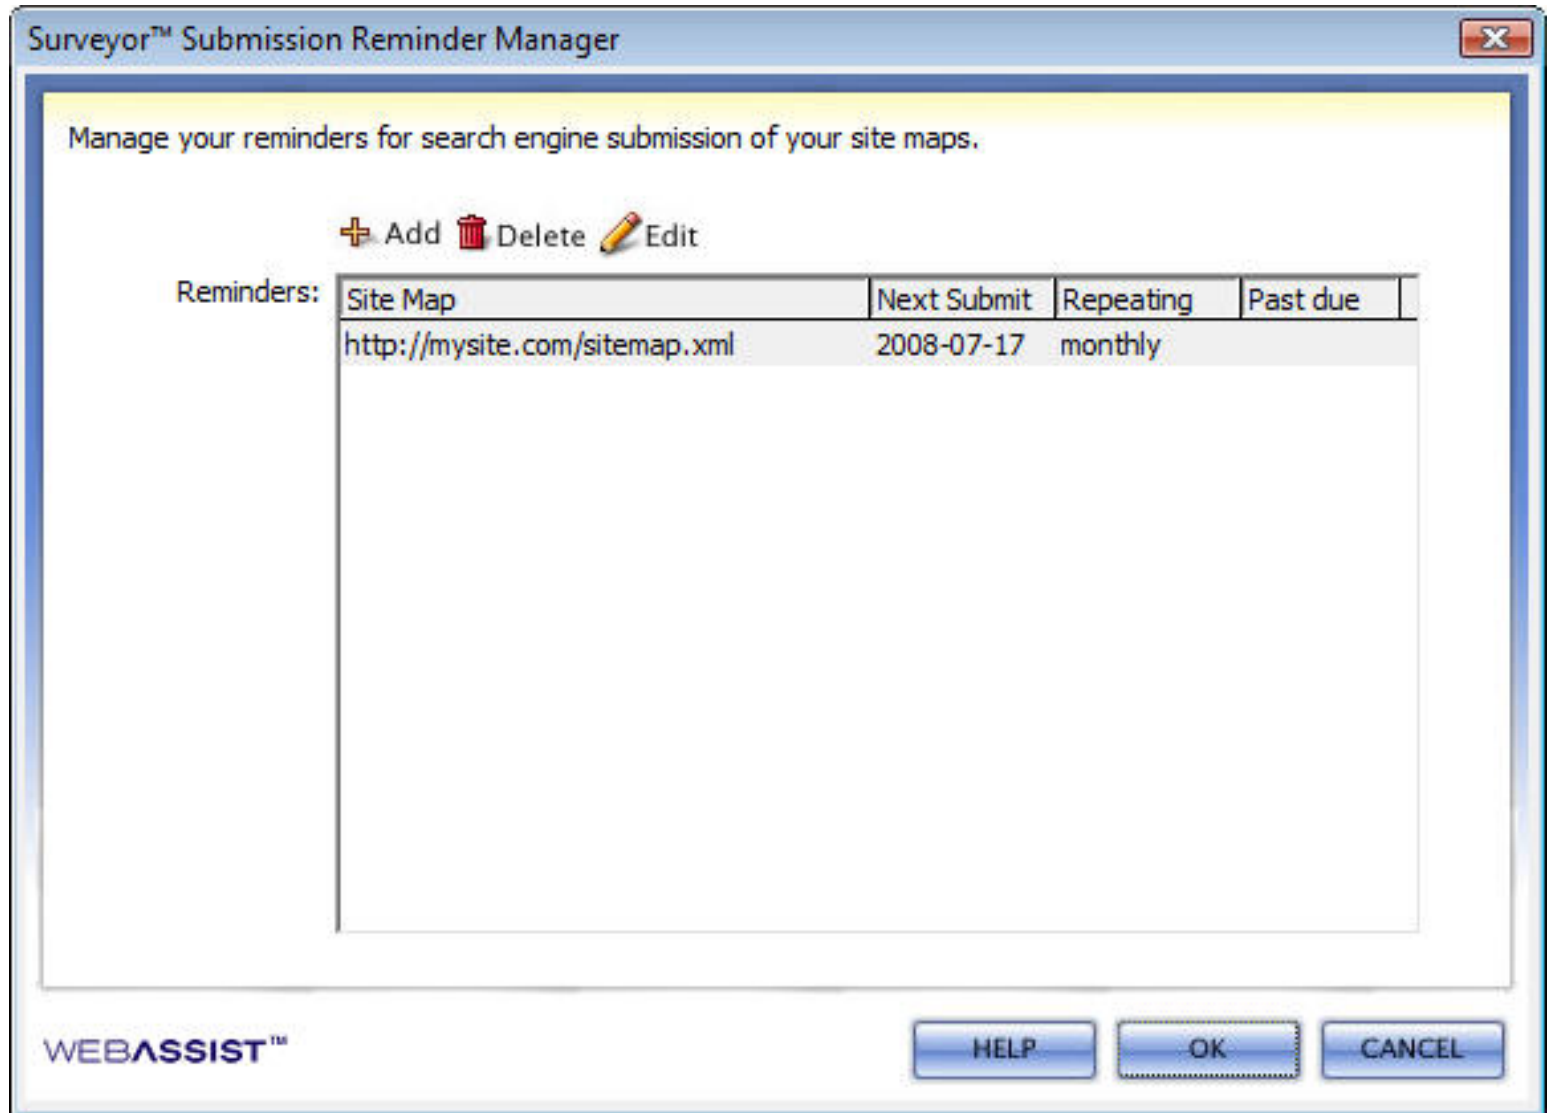 Surveyor™ Submission Reminder Manager
Manage your reminders for search engine submission of your site maps.
Add Delete Edit
Reminders:
Site Map Next Submit Repeating Past due
http://mysite.com/sitemap.xml 2008-07-17 monthly
WEBASSIST™ HELP OK CANCEL